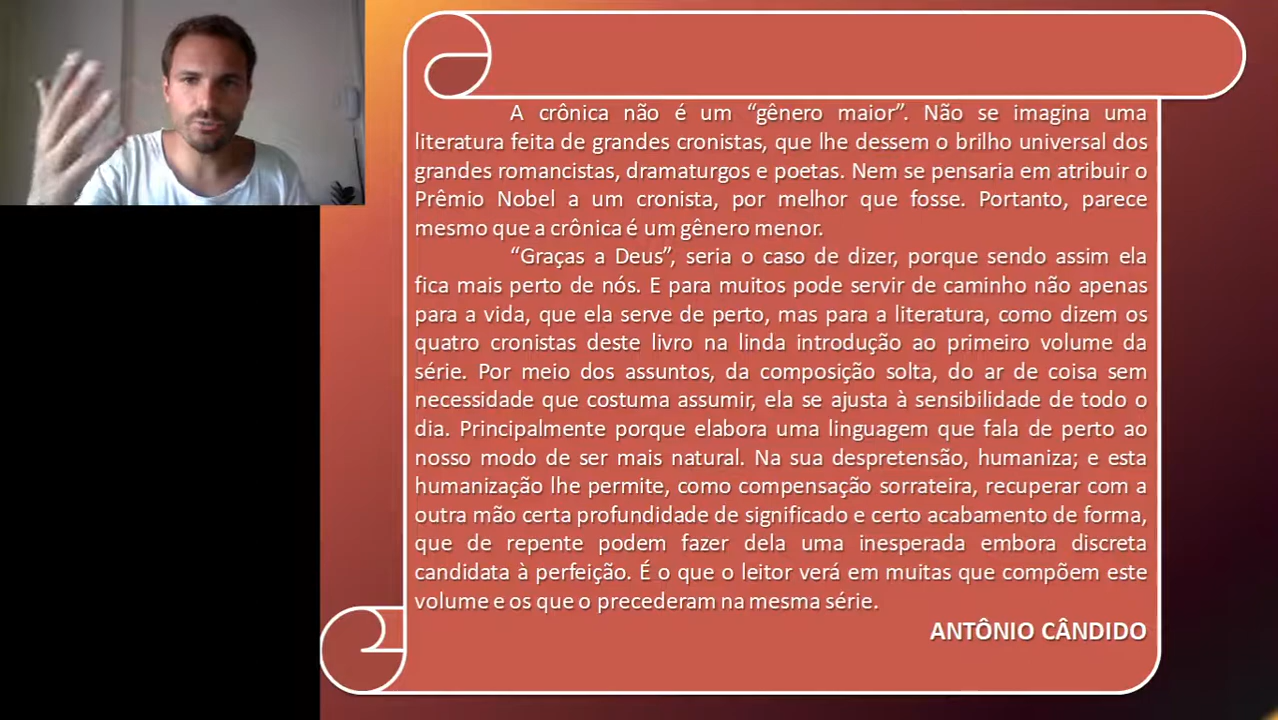 A crônica não é um “gênero maior”. Não se imagina uma
literatura feita de grandes cronistas, que lhe dessem o brilho universal dos
grandes romancistas, dramaturgos e poetas. Nem se pensaria em atribuir o
Prêmio Nobel a um cronista, por melhor que fosse. Portanto, parece
mesmo que a crônica é um gênero menor.
“Graças a Deus”, seria o caso de dizer, porque sendo assim ela
fica mais perto de nós. E para muitos pode servir de caminho não apenas
para a vida, que ela serve de perto, mas para a literatura, como dizem os
quatro cronistas deste livro na linda introdução ao primeiro volume da
série. Por meio dos assuntos, da composição solta, do ar de coisa sem
necessidade que costuma assumir, ela se ajusta à sensibilidade de todo o
dia. Principalmente porque elabora uma linguagem que fala de perto ao
nosso modo de ser mais natural. Na sua despretensão, humaniza; e esta
humanização lhe permite, como compensação sorrateira, recuperar com a
outra mão certa profundidade de significado e certo acabamento de forma,
que de repente podem fazer dela uma inesperada embora discreta
candidata à perfeição. É o que o leitor verá em muitas que compõem este
volume e os que o precederam na mesma série.
ANTÔNIO CÂNDIDO